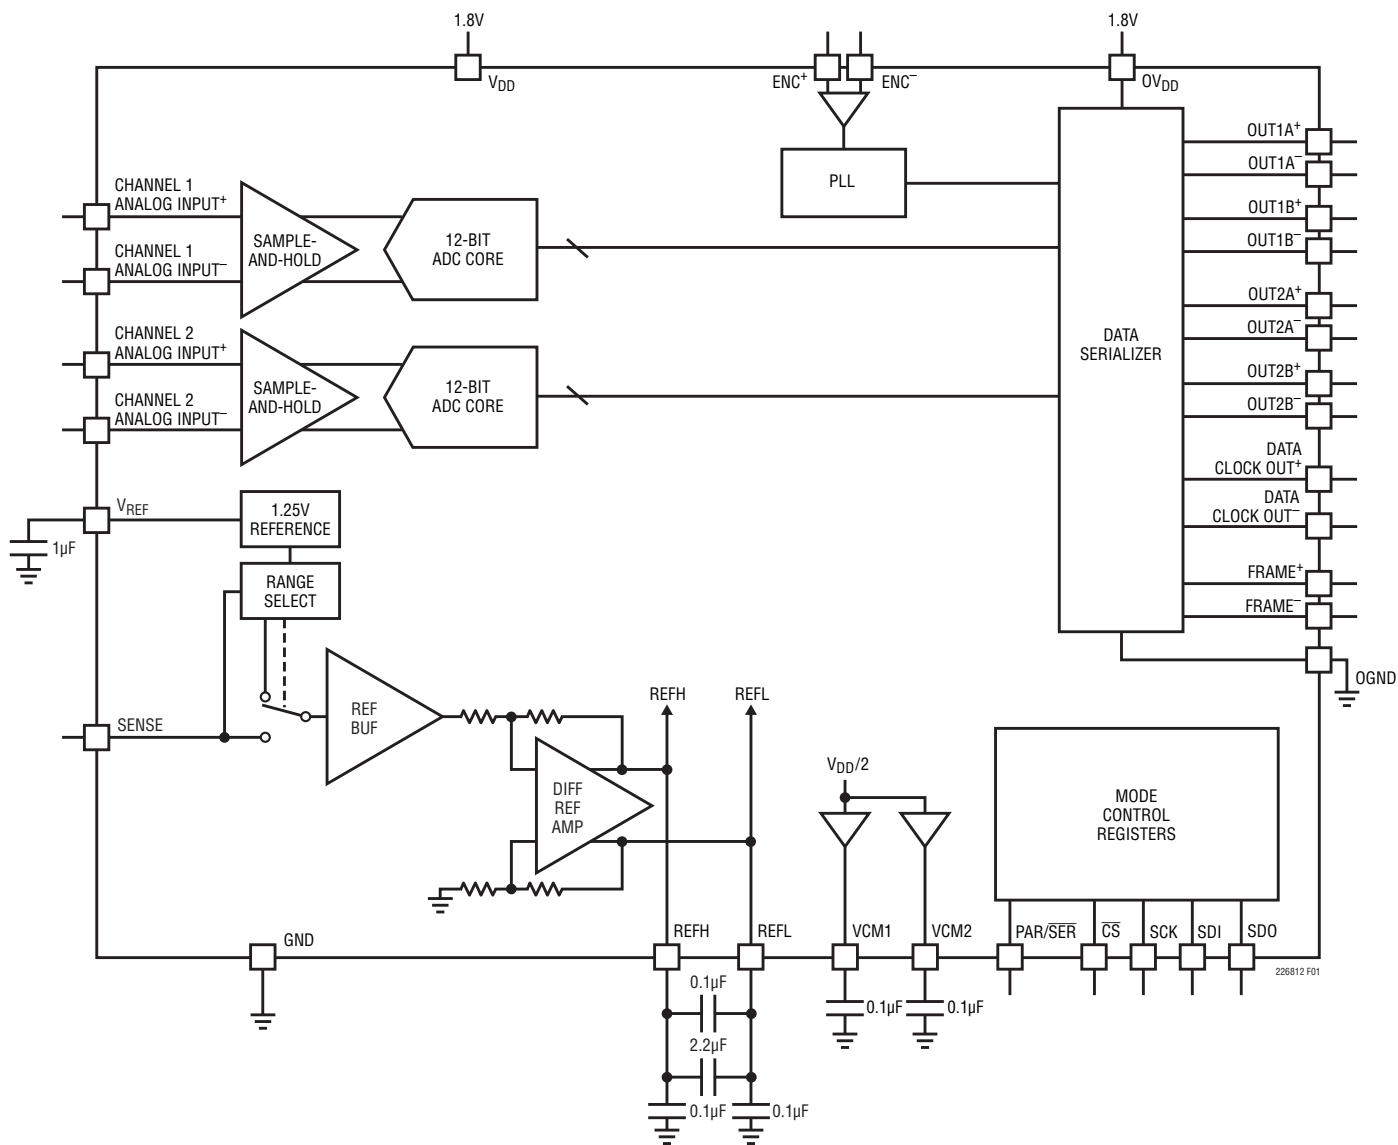 1.8V
1.8V
VDD
ENC+
ENC–
OVDD
OUT1A+
OUT1A–
OUT1B+
OUT1B–
OUT2A+
OUT2A–
OUT2B+
OUT2B–
DATA
CLOCK OUT+
DATA
CLOCK OUT–
FRAME+
FRAME–
OGND
PLL
CHANNEL 1
ANALOG INPUT+
CHANNEL 1
ANALOG INPUT–
SAMPLE-
AND-HOLD
12-BIT
ADC CORE
CHANNEL 2
ANALOG INPUT+
CHANNEL 2
ANALOG INPUT–
SAMPLE-
AND-HOLD
12-BIT
ADC CORE
DATA
SERIALIZER
VREF
1µF
1.25V
REFERENCE
RANGE
SELECT
SENSE
REF
BUF
REFH
REFL
DIFF
REF
AMP
VDD/2
MODE
CONTROL
REGISTERS
GND
REFH
REFL
VCM1
VCM2
PAR/S̅E̅R̅
C̅S̅
SCK
SDI
SDO
226812 F01
0.1µF
0.1µF
0.1µF
2.2µF
0.1µF
0.1µF